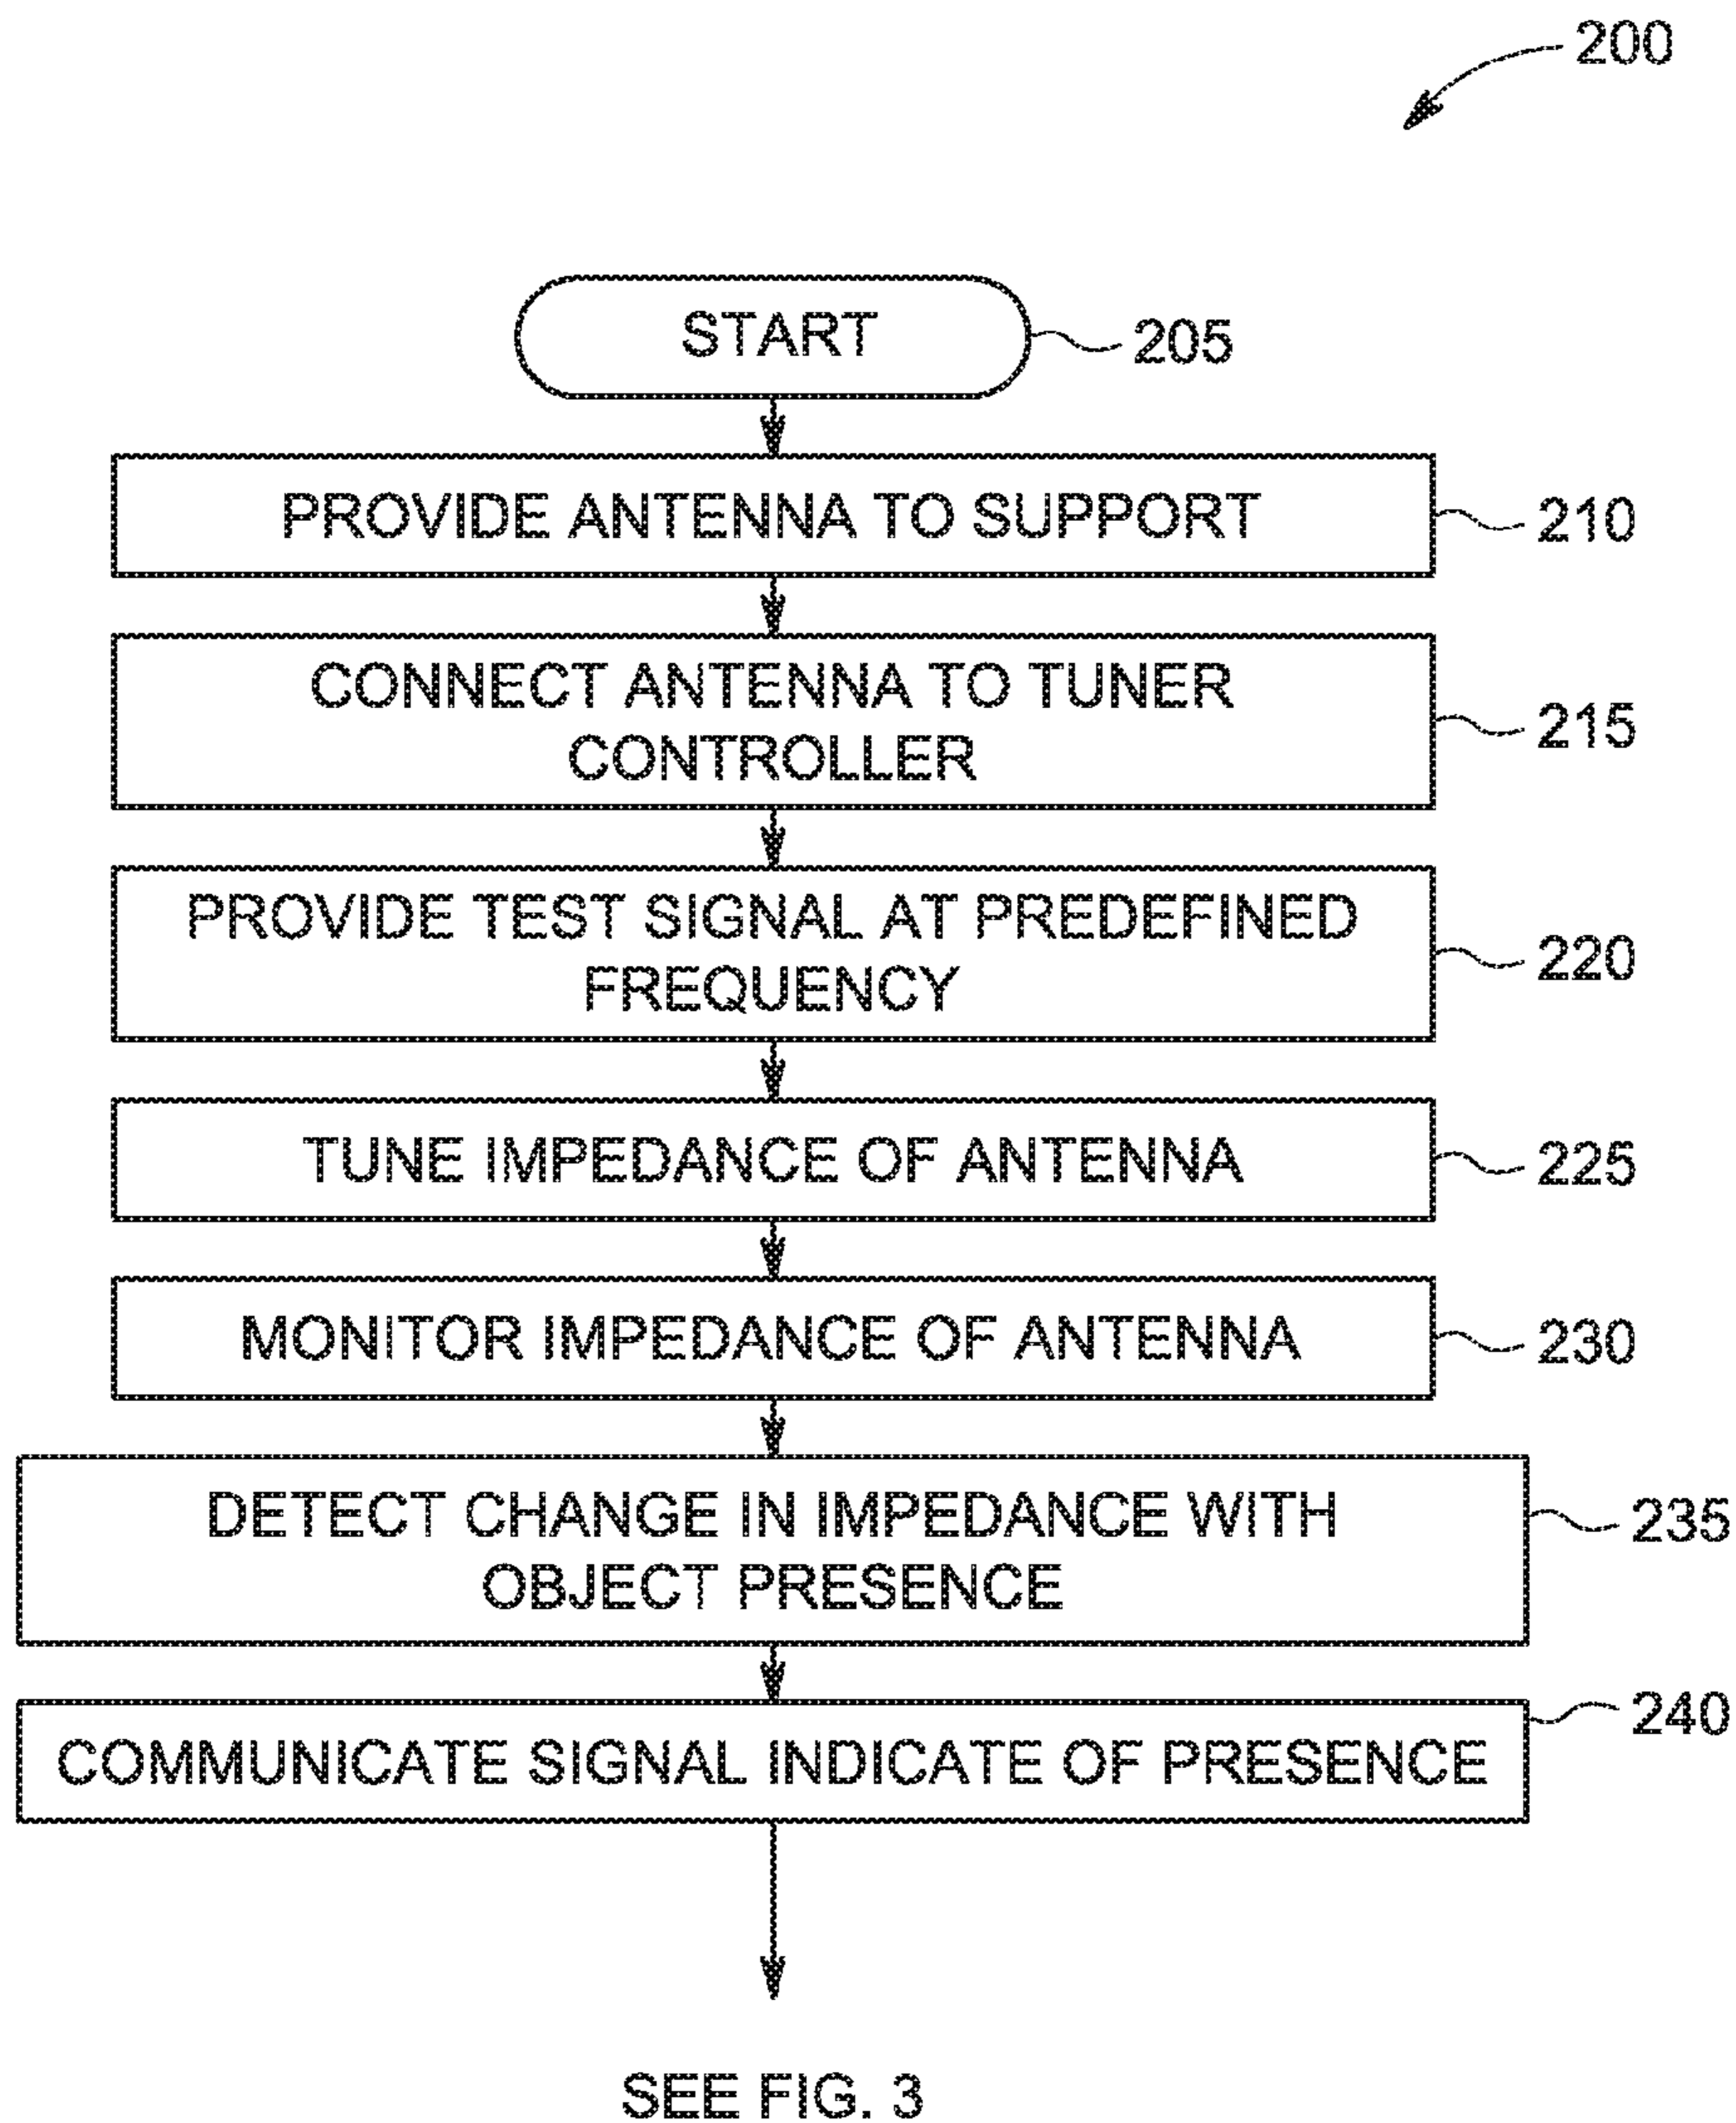 200
START
205
PROVIDE ANTENNA TO SUPPORT
210
CONNECT ANTENNA TO TUNER
CONTROLLER
215
PROVIDE TEST SIGNAL AT PREDEFINED
FREQUENCY
220
TUNE IMPEDANCE OF ANTENNA
225
MONITOR IMPEDANCE OF ANTENNA
230
DETECT CHANGE IN IMPEDANCE WITH
OBJECT PRESENCE
235
COMMUNICATE SIGNAL INDICATE OF PRESENCE
240
SEE FIG. 3